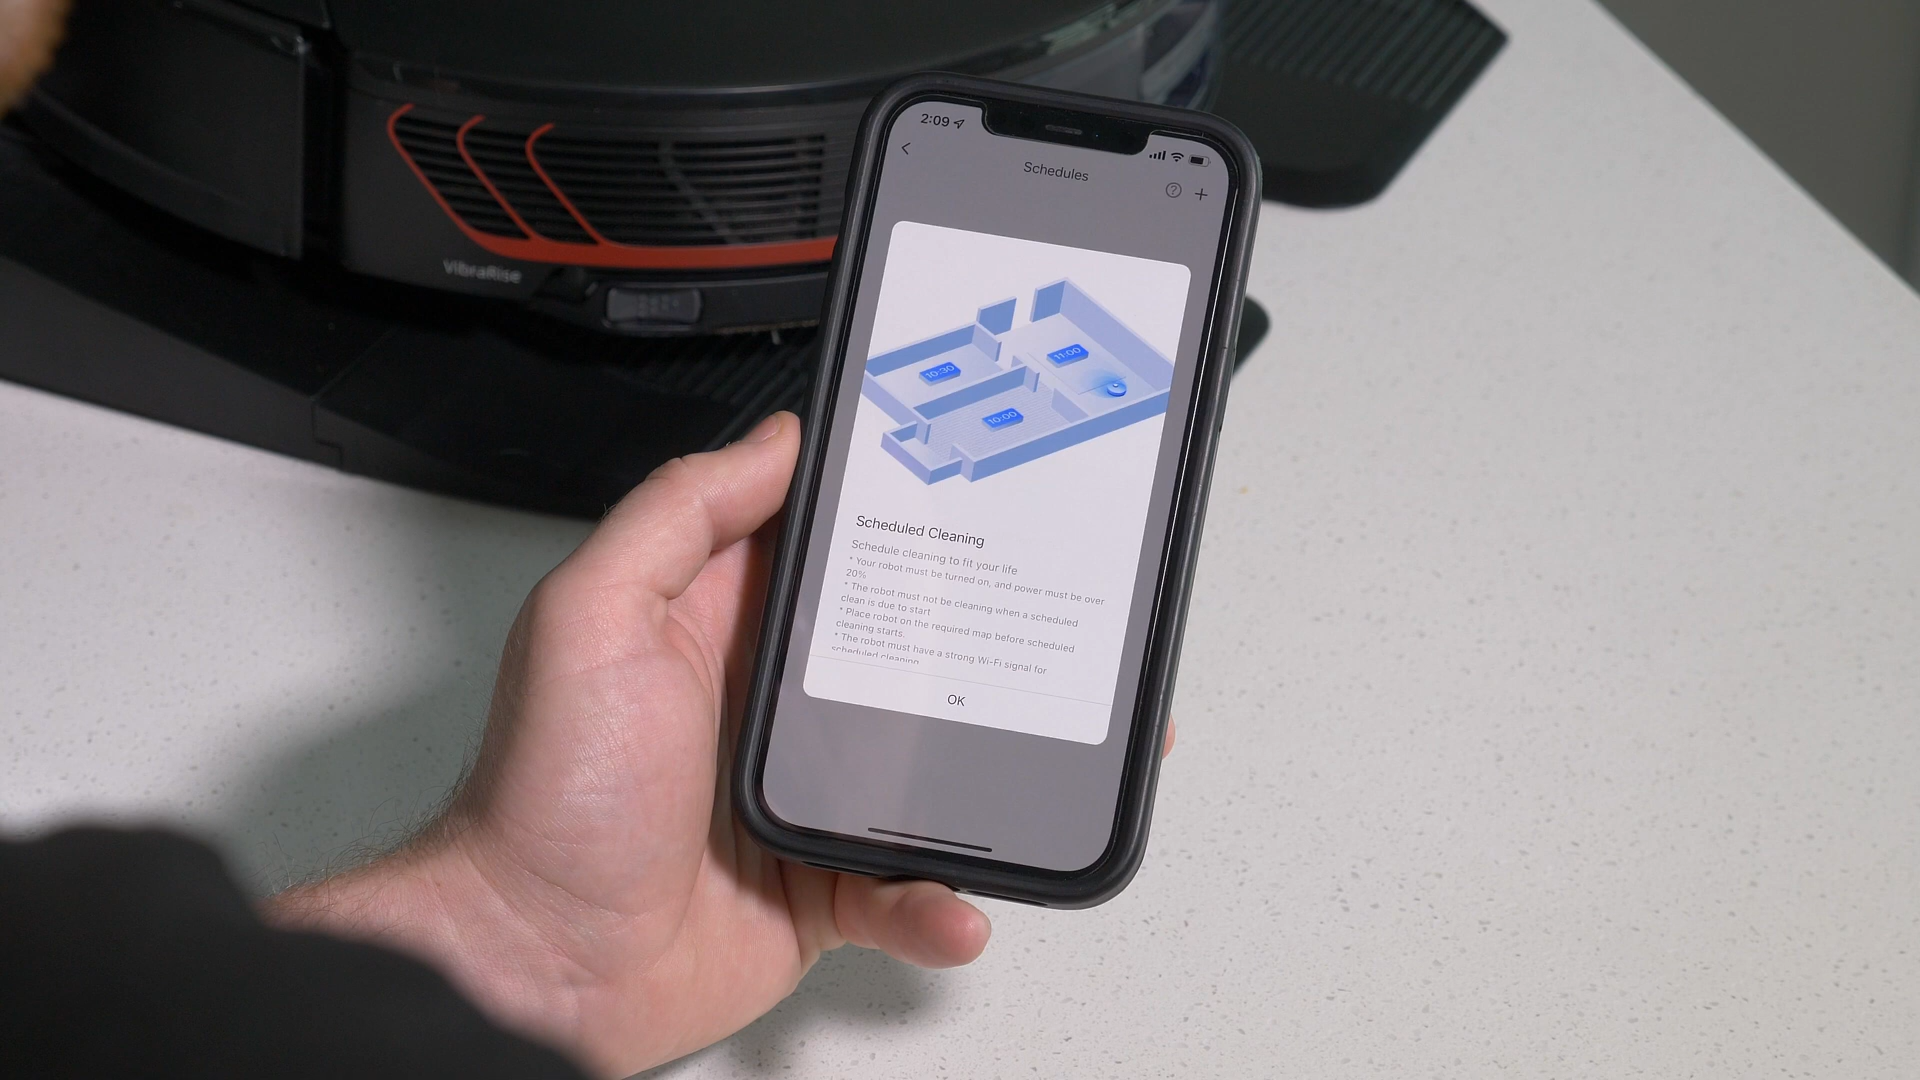 2:09
Schedules
11:00
10:30
10:00
Scheduled Cleaning
Schedule cleaning to fit your life
* Your robot must be turned on, and power must be over
20%
* The robot must not be cleaning when a scheduled
clean is due to start
* Place robot on the required map before scheduled
cleaning starts.
* The robot must have a strong Wi-Fi signal for
scheduled cleaning
OK
VibraRise